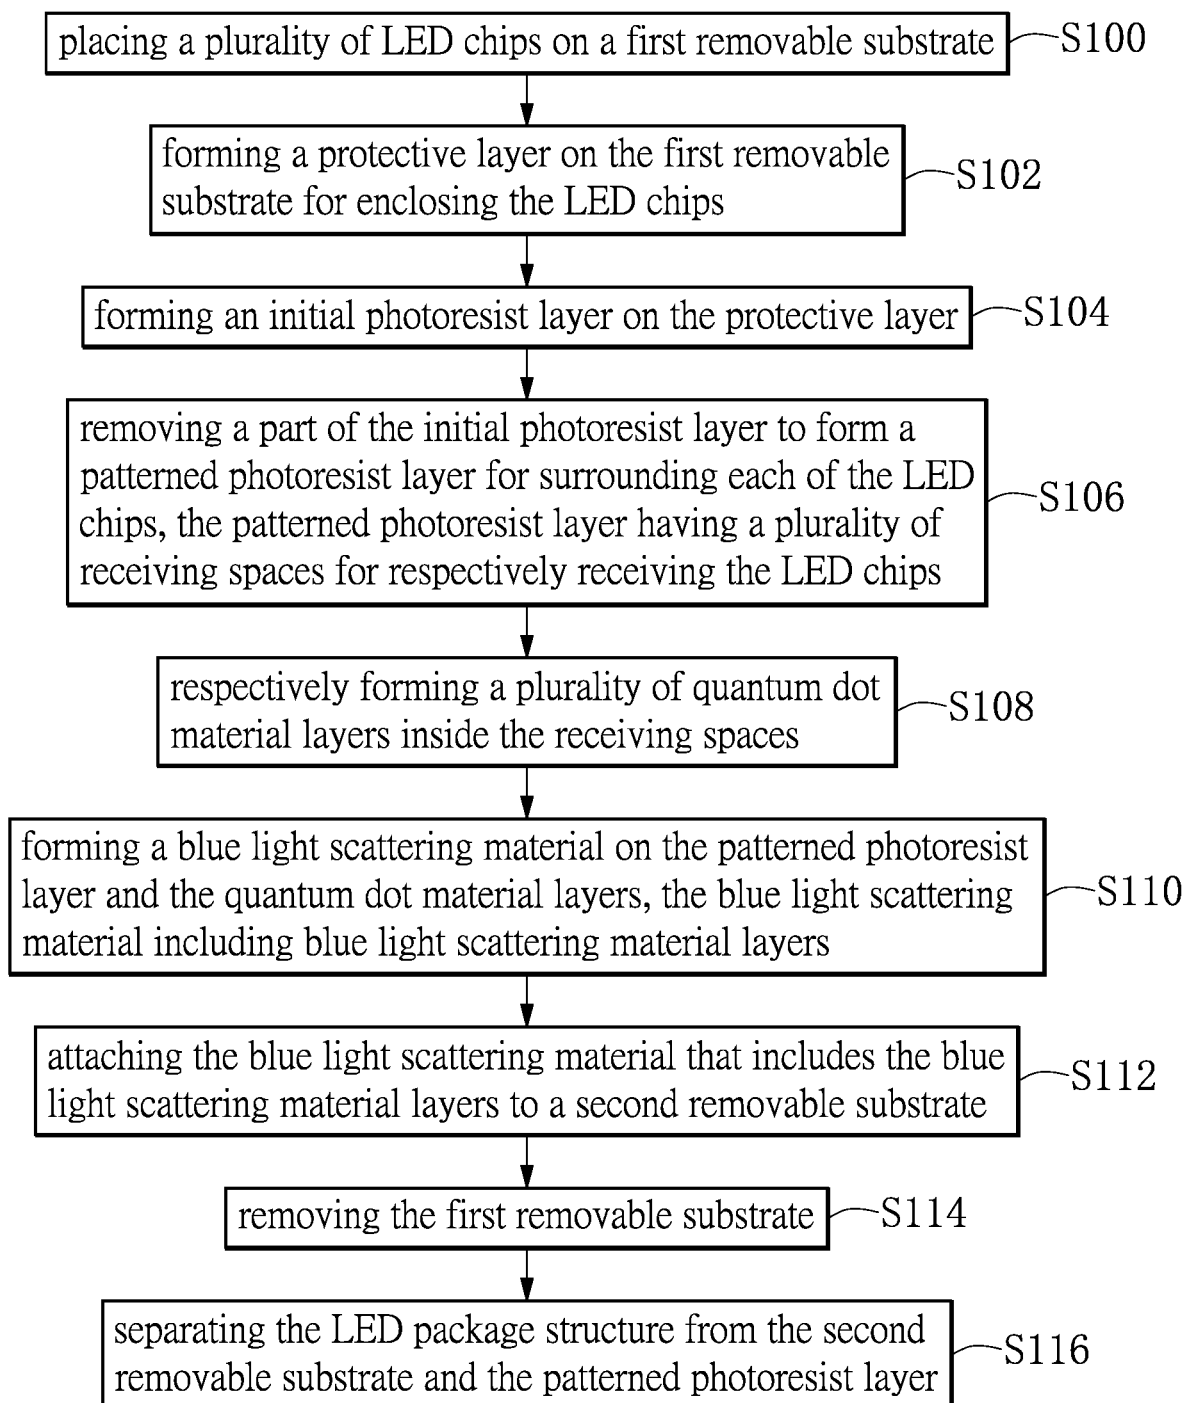 placing a plurality of LED chips on a first removable substrate
S100
forming a protective layer on the first removable
substrate for enclosing the LED chips
S102
forming an initial photoresist layer on the protective layer
S104
removing a part of the initial photoresist layer to form a
patterned photoresist layer for surrounding each of the LED
chips, the patterned photoresist layer having a plurality of
receiving spaces for respectively receiving the LED chips
S106
respectively forming a plurality of quantum dot
material layers inside the receiving spaces
S108
forming a blue light scattering material on the patterned photoresist
layer and the quantum dot material layers, the blue light scattering
material including blue light scattering material layers
S110
attaching the blue light scattering material that includes the blue
light scattering material layers to a second removable substrate
S112
removing the first removable substrate
S114
separating the LED package structure from the second
removable substrate and the patterned photoresist layer
S116